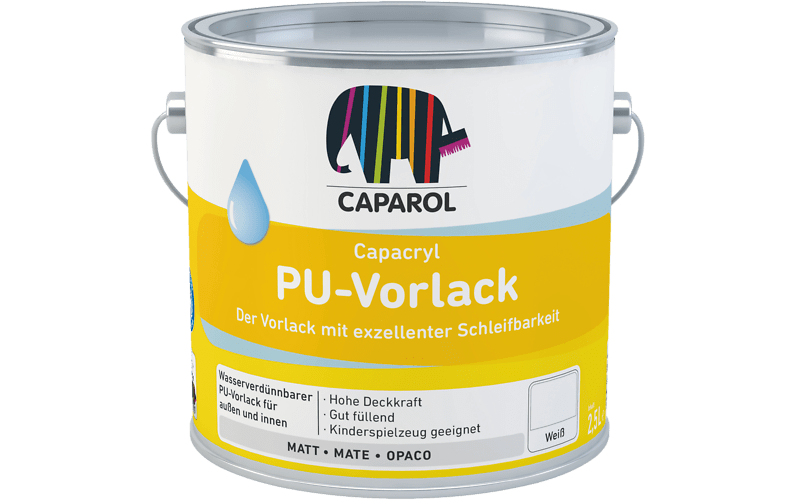 CAPAROL
Capacryl
PU-Vorlack
Der Vorlack mit exzellenter Schleifbarkeit
Wasserverdünnbarer
PU-Vorlack für
außen und innen
· Hohe Deckkraft
· Gut füllend
· Kinderspielzeug geeignet
MATT • MATE • OPACO
Weiß
2,5L